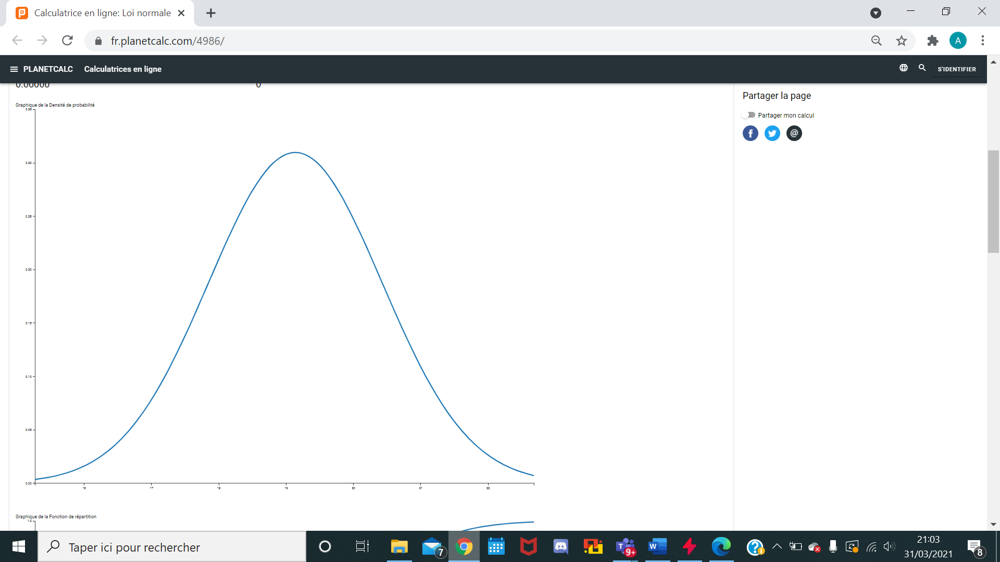 Calculatrice en ligne: Loi normale
fr.planetcalc.com/4986/
A
PLANETCALC Calculatrices en ligne
S'IDENTIFIER
0.00000 0
Graphique de la Densité de probabilité
0.35
0.30
0.25
0.20
0.15
0.10
0.05
0.00
16 17 18 19 20 21 22
Graphique de la Fonction de répartition
1.0
Partager la page
Partager mon calcul
Taper ici pour rechercher
7
9+
21:03
31/03/2021
8